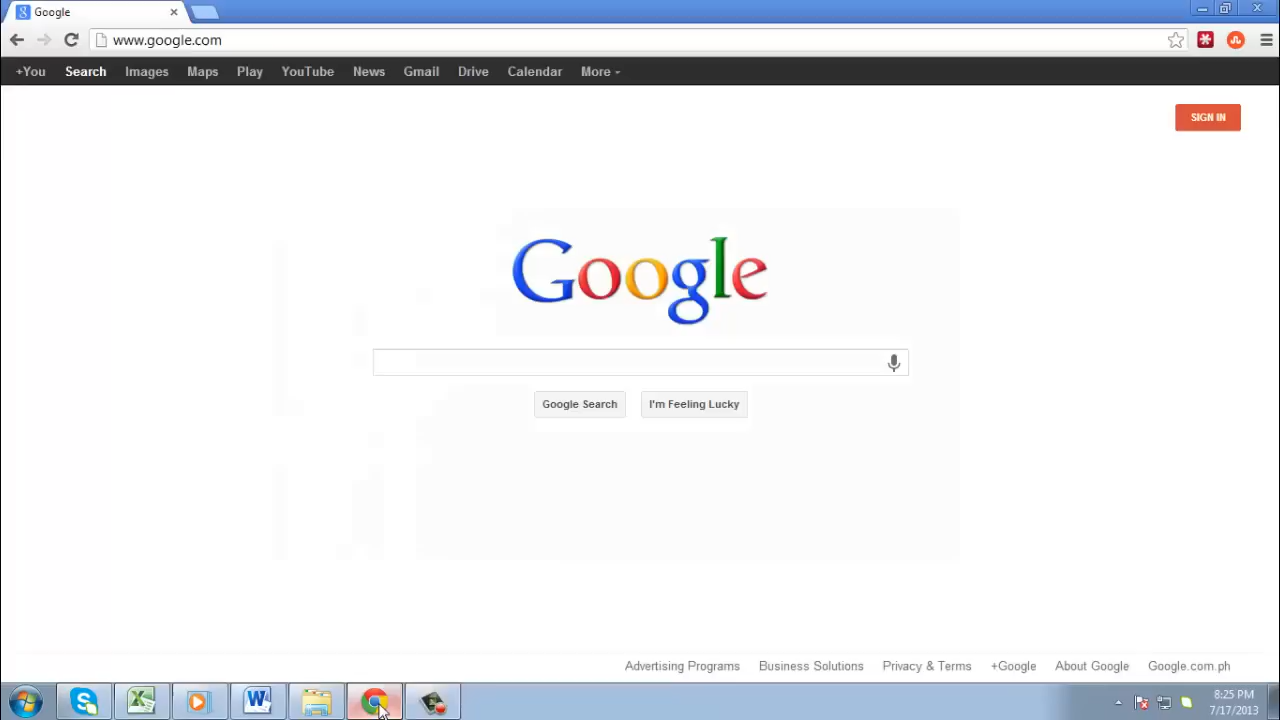 Google
www.google.com
+You Search Images Maps Play YouTube News Gmail Drive Calendar More
SIGN IN
Google
Google Search I'm Feeling Lucky
Advertising Programs Business Solutions Privacy & Terms +Google About Google Google.com.ph
8:25 PM
7/17/2013